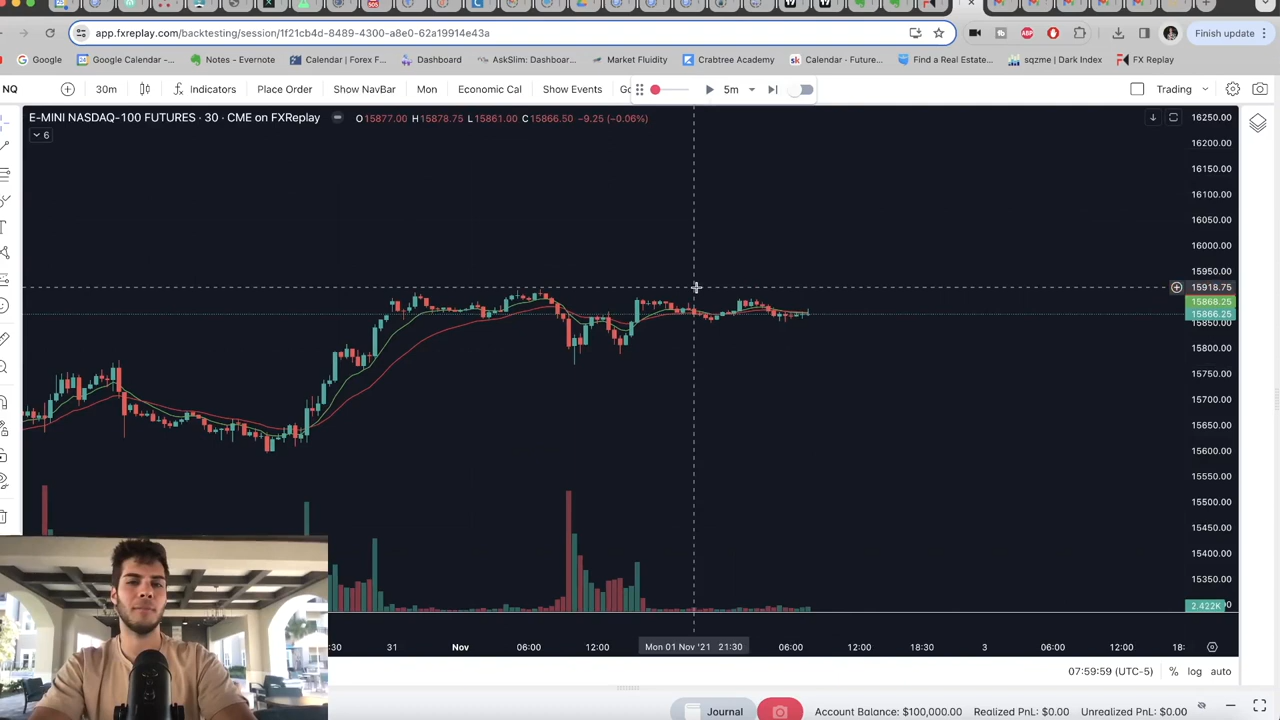 app.fxreplay.com/backtesting/session/1f21cb4d-8489-4300-a8e0-62a19914e43a
Finish update
Google
Google Calendar -...
Notes - Evernote
Calendar | Forex F...
Dashboard
AskSlim: Dashboar...
Market Fluidity
Crabtree Academy
Calendar - Future...
Find a Real Estate...
sqzme | Dark Index
FX Replay
NQ
30m
Indicators
Place Order
Show NavBar
Mon
Economic Cal
Show Events
5m
Trading
E-MINI NASDAQ-100 FUTURES · 30 · CME on FXReplay
O15877.00 H15878.75 L15861.00 C15866.50 −9.25 (−0.06%)
6
16250.00
16200.00
16150.00
16100.00
16050.00
16000.00
15950.00
15918.75
15868.25
15866.25
15850.00
15800.00
15750.00
15700.00
15650.00
15600.00
15550.00
15500.00
15450.00
15400.00
15350.00
2.422K
:30
31
Nov
06:00
12:00
Mon 01 Nov '21 21:30
06:00
12:00
18:30
3
06:00
12:00
18:
07:59:59 (UTC-5)
%
log
auto
Journal
Account Balance: $100,000.00
Realized PnL: $0.00
Unrealized PnL: $0.00